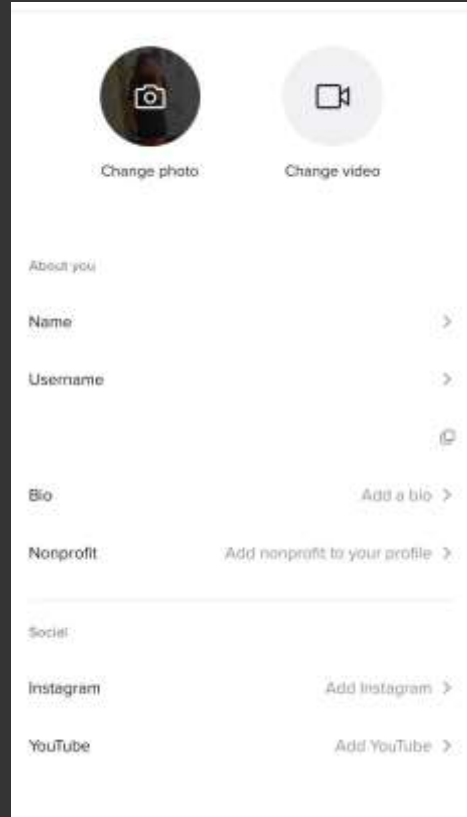 Change photo Change video
About you
Name
Username
Bio Add a bio
Nonprofit Add nonprofit to your profile
Social
Instagram Add Instagram
YouTube Add YouTube